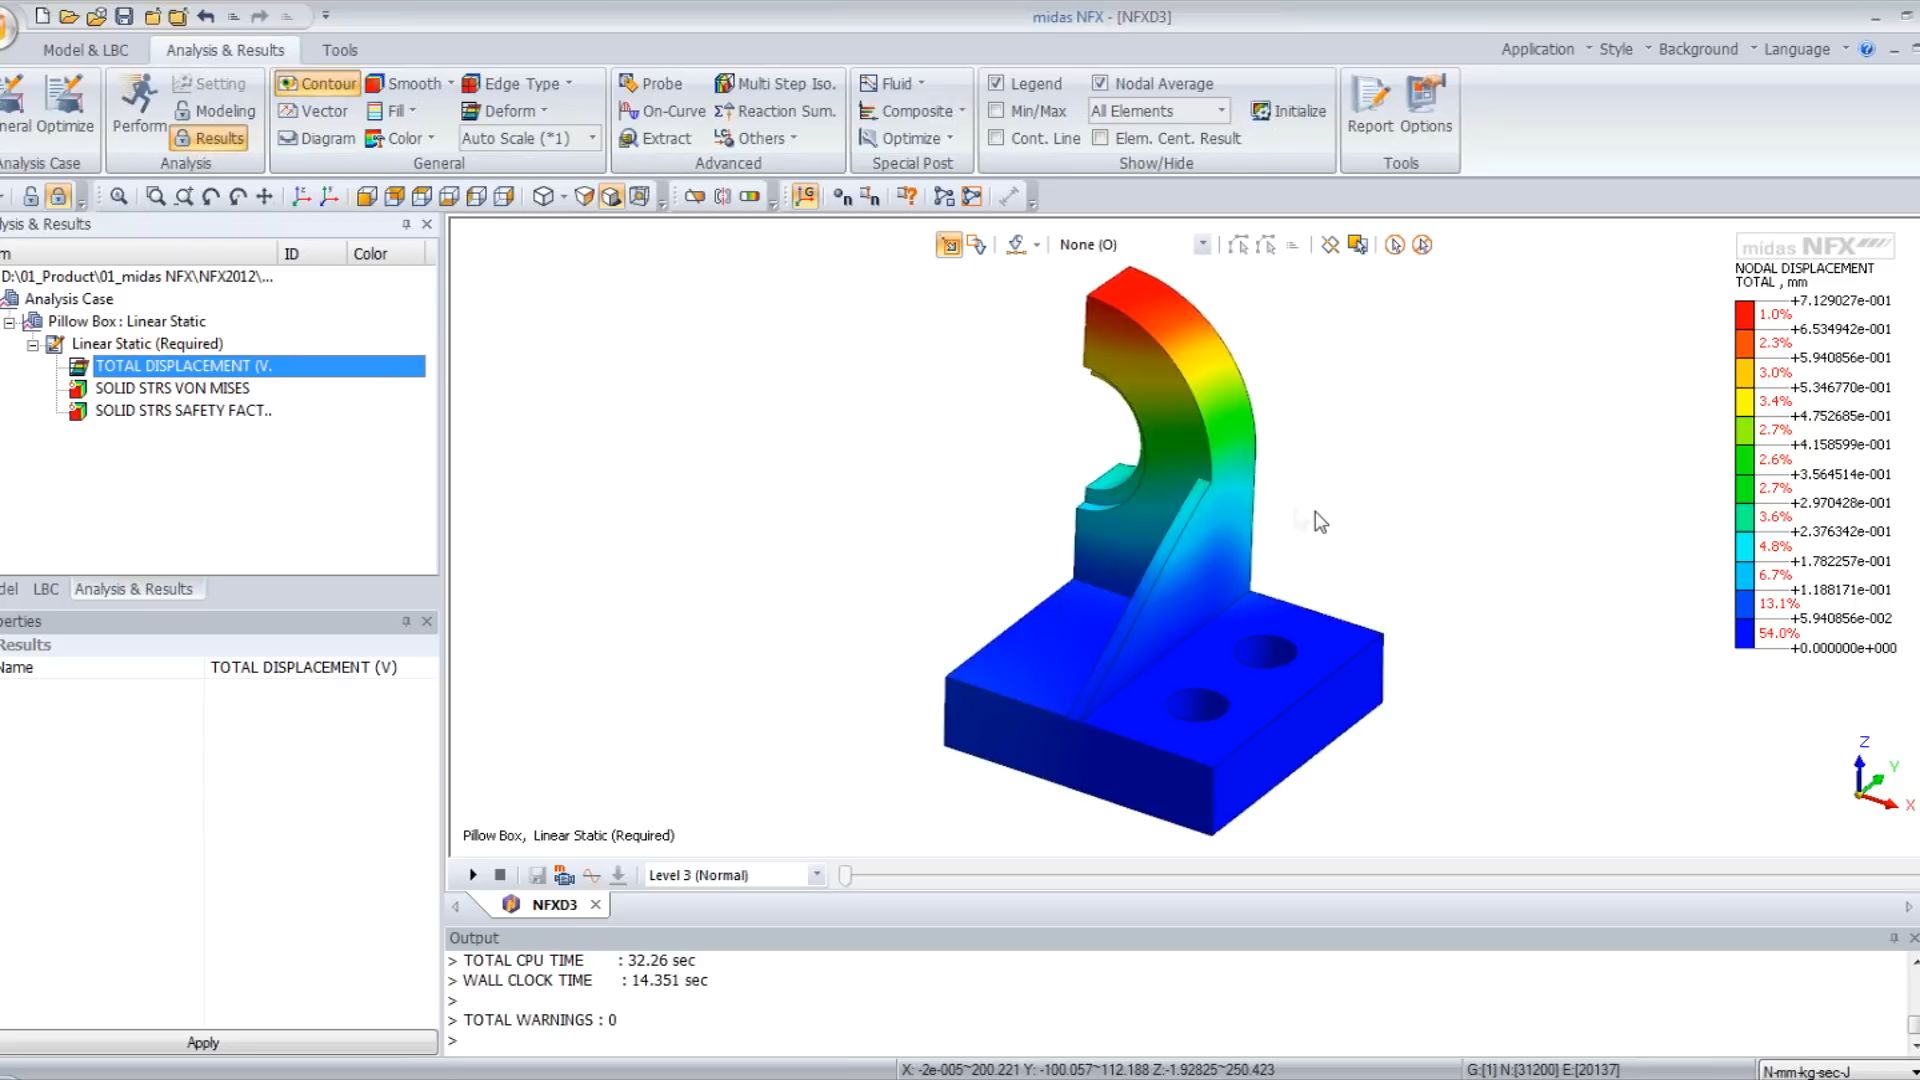 midas NFX - [NFXD3]
Model & LBC
Analysis & Results
Tools
Application
Style
Background
Language
neral
Optimize
Analysis Case
Perform
Setting
Modeling
Results
Analysis
Contour
Smooth
Edge Type
Vector
Fill
Deform
Diagram
Color
Auto Scale (*1)
General
Probe
Multi Step Iso.
On-Curve
Reaction Sum.
Extract
Others
Advanced
Fluid
Composite
Optimize
Special Post
Legend
Nodal Average
Min/Max
All Elements
Initialize
Cont. Line
Elem. Cent. Result
Show/Hide
Report
Options
Tools
lysis & Results
m
ID
Color
D:\01_Product\01_midas NFX\NFX2012\...
Analysis Case
Pillow Box : Linear Static
Linear Static (Required)
TOTAL DISPLACEMENT (V.
SOLID STRS VON MISES
SOLID STRS SAFETY FACT..
del
LBC
Analysis & Results
perties
Results
Name
TOTAL DISPLACEMENT (V)
Apply
None (O)
midas NFX
NODAL DISPLACEMENT
TOTAL , mm
+7.129027e-001
1.0%
+6.534942e-001
2.3%
+5.940856e-001
3.0%
+5.346770e-001
3.4%
+4.752685e-001
2.7%
+4.158599e-001
2.6%
+3.564514e-001
2.7%
+2.970428e-001
3.6%
+2.376342e-001
4.8%
+1.782257e-001
6.7%
+1.188171e-001
13.1%
+5.940856e-002
54.0%
+0.000000e+000
Z
Y
X
Pillow Box, Linear Static (Required)
Level 3 (Normal)
NFXD3
Output
> TOTAL CPU TIME : 32.26 sec
> WALL CLOCK TIME : 14.351 sec
>
> TOTAL WARNINGS : 0
>
X: -2e-005~200.221 Y: -100.057~112.188 Z:-1.92825~250.423
G:[1] N:[31200] E:[20137]
N-mm-kg-sec-J